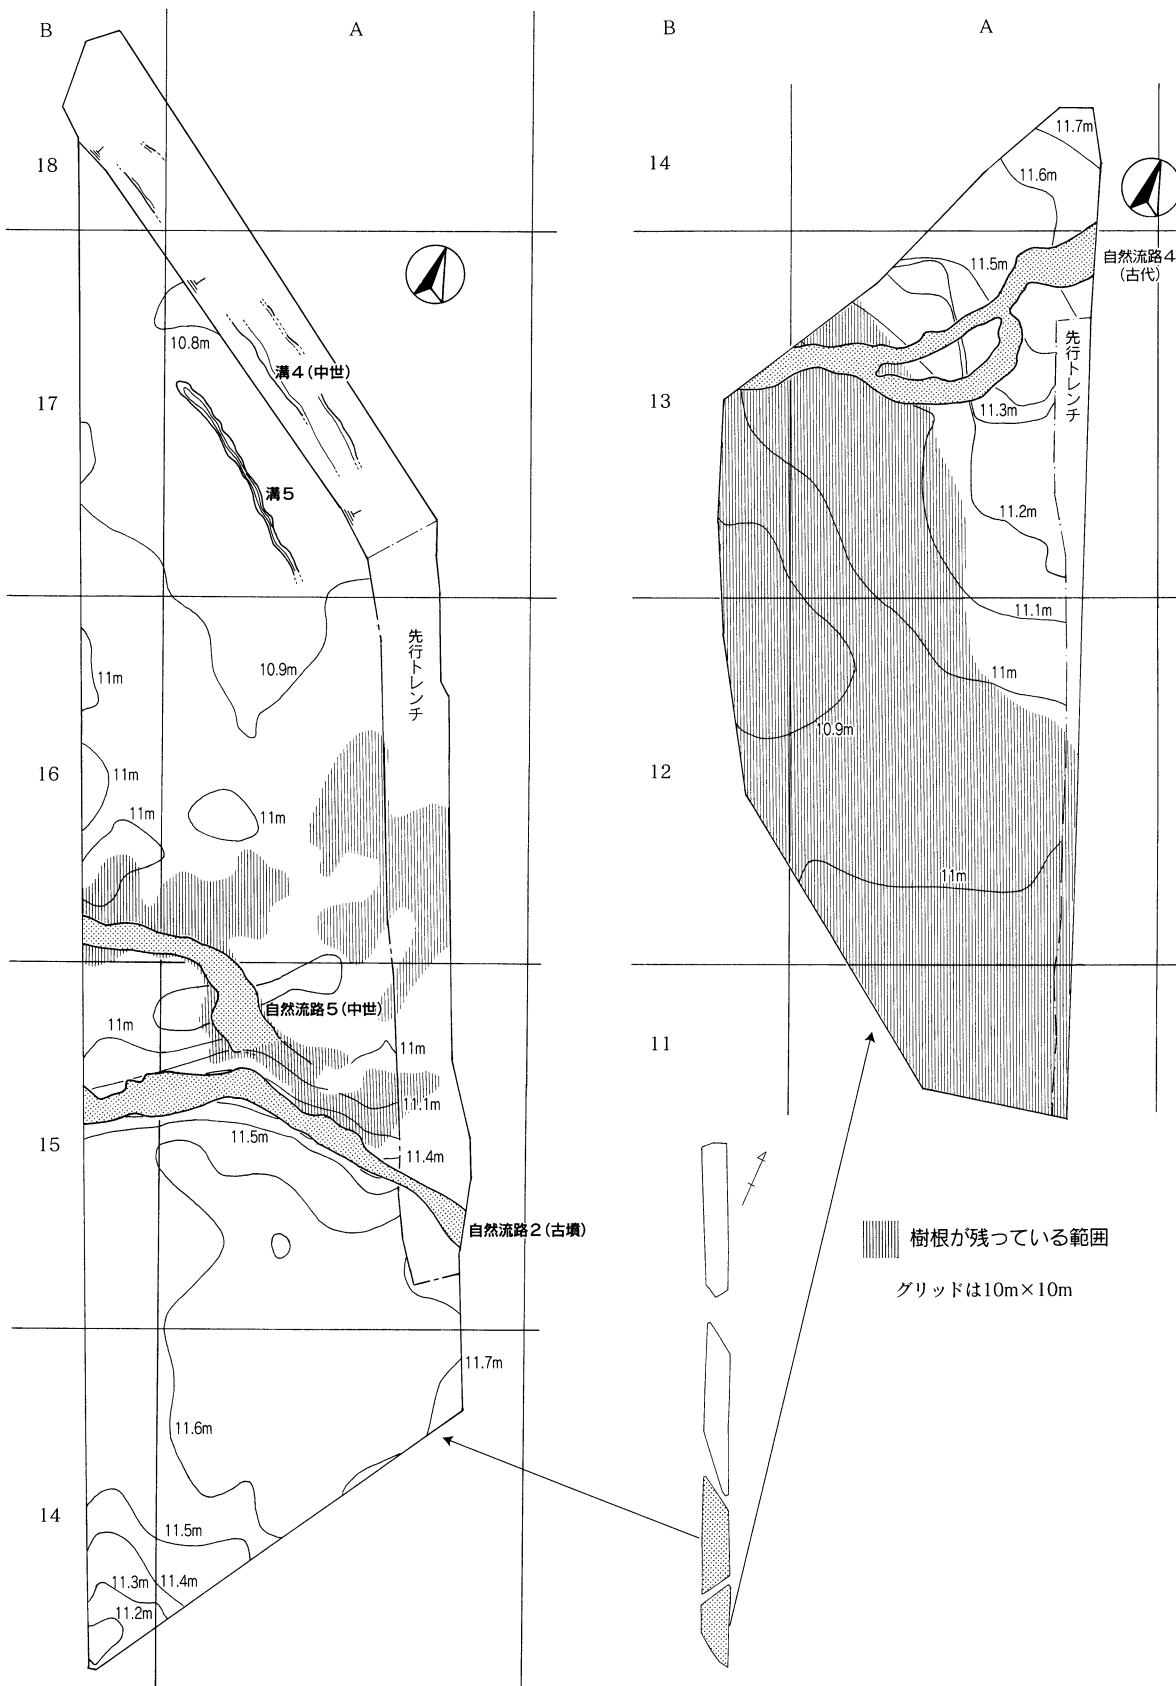 B
A
18
10.8m
溝４(中世)
17
溝５
10.9m
先行トレンチ
11m
16
11m
11m
自然流路５(中世)
11m
11m
11.1m
15
11.5m
11.4m
自然流路２(古墳)
11.7m
11.6m
14
11.5m
11.3m
11.4m
11.2m
B
A
11.7m
14
11.6m
11.5m
自然流路４
(古代)
先行トレンチ
13
11.3m
11.2m
11.1m
11m
10.9m
12
11m
11
4
樹根が残っている範囲
グリッドは10m×10m